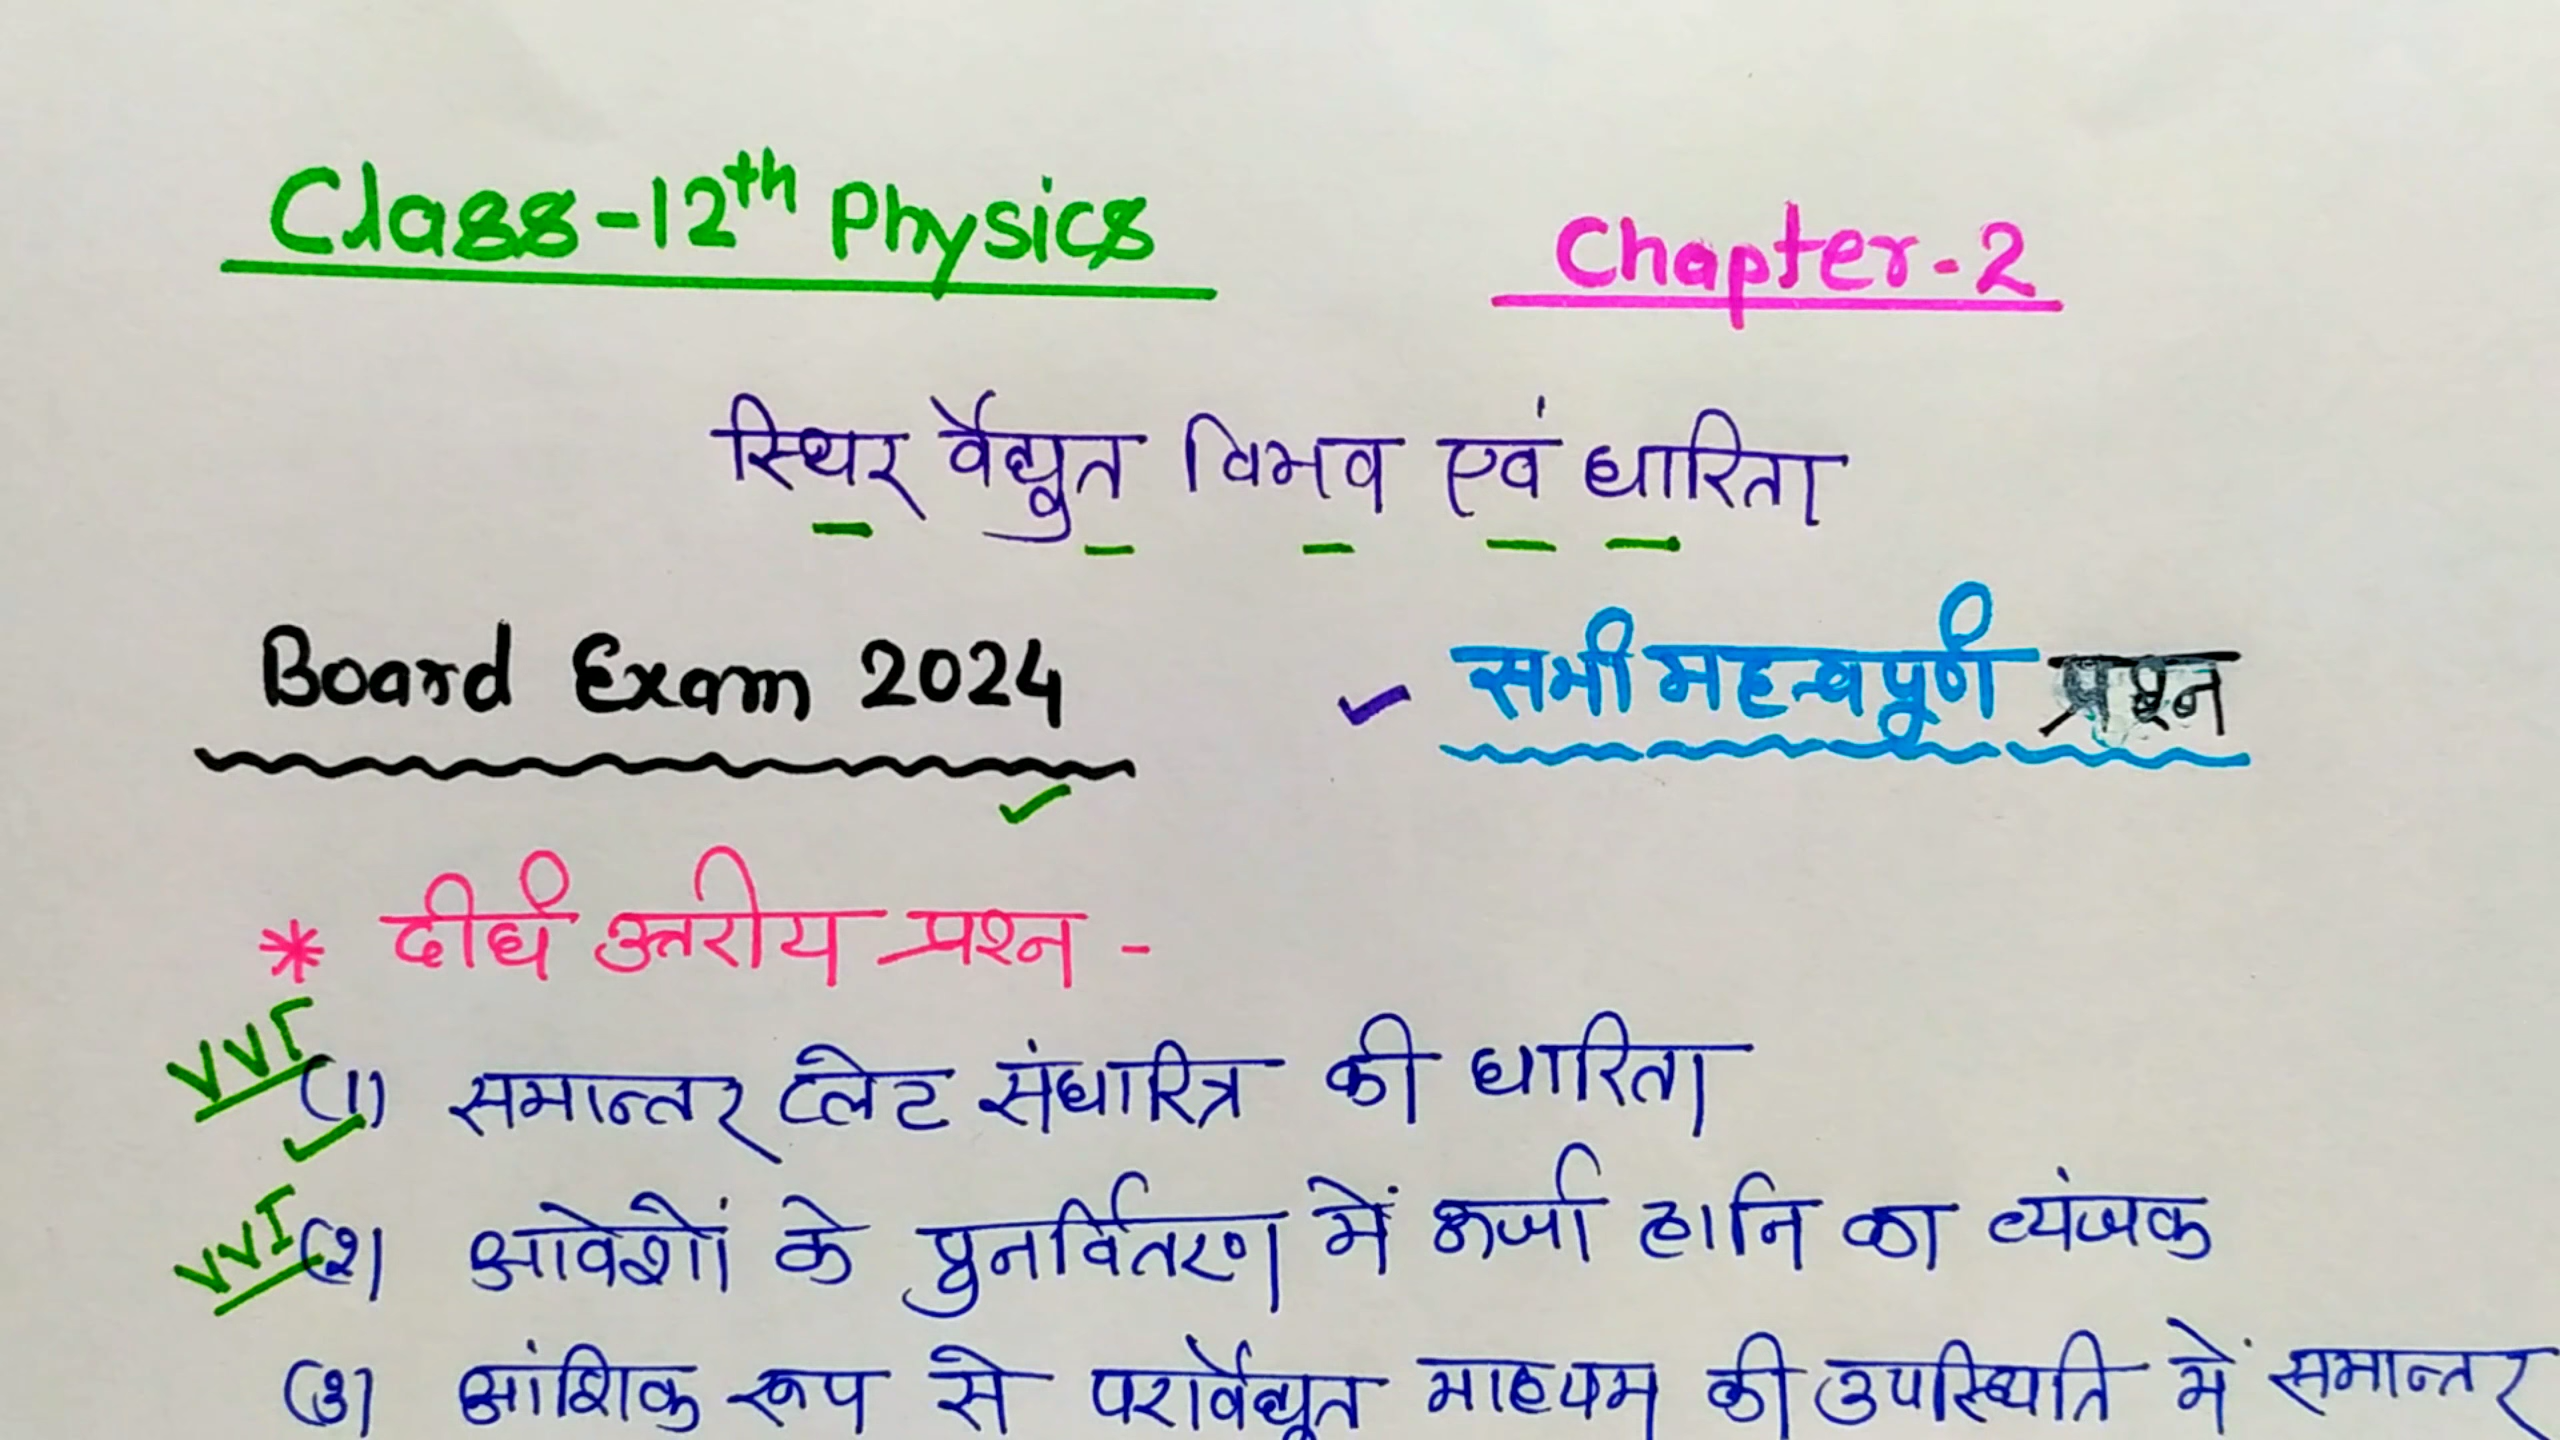 Class-12th Physics Chapter-2
स्थिर वैद्युत विभव एवं धारिता
Board Exam 2024 सभी महत्वपूर्ण प्रश्न
* दीर्घ उत्तरीय प्रश्न -
VVI (1) समान्तर प्लेट संधारित्र की धारिता
VVI (2) आवेशों के पुनर्वितरण में ऊर्जा हानि का व्यंजक
(3) आंशिक रूप से परावैद्युत माध्यम की उपस्थिति में समान्तर